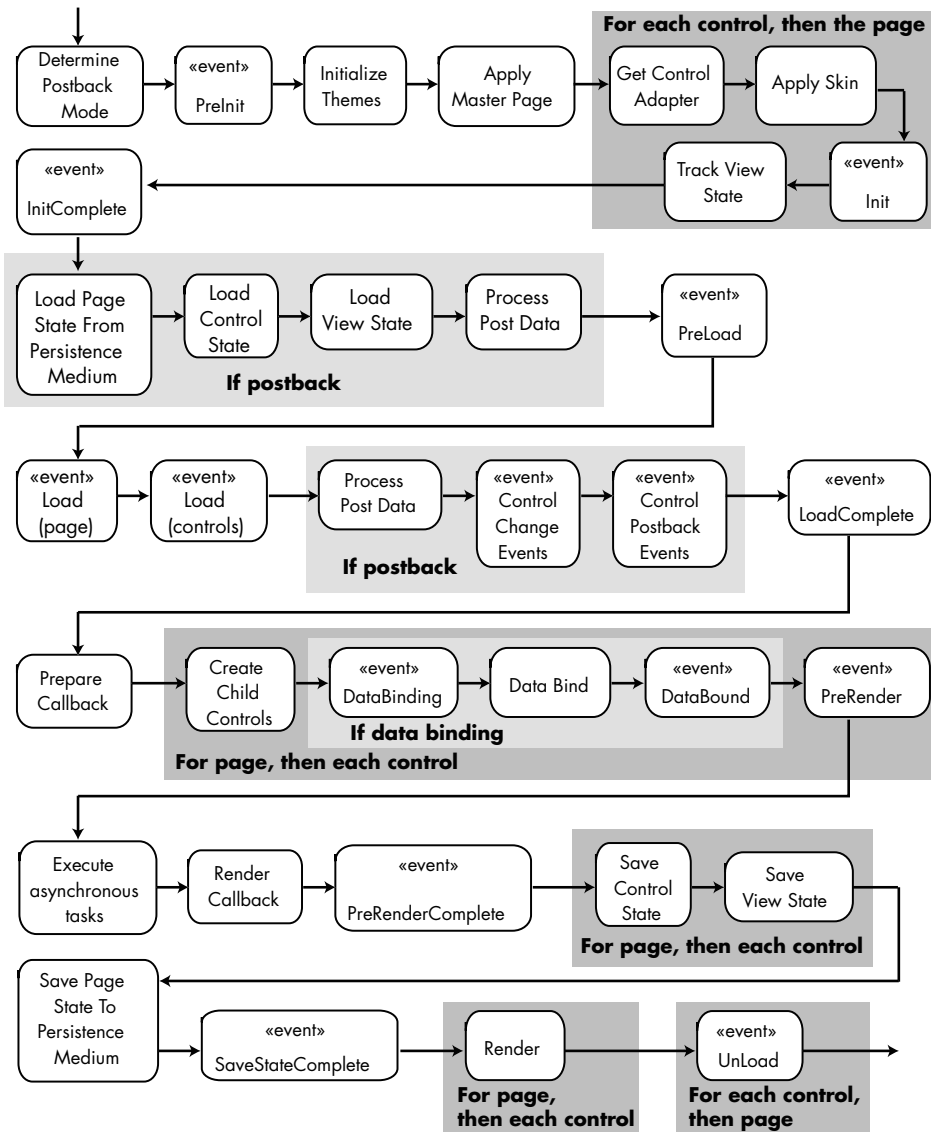 For each control, then the page
Determine
Postback
Mode
«event»
PreInit
Initialize
Themes
Apply
Master Page
Get Control
Adapter
Apply Skin
«event»
InitComplete
Track View
State
«event»
Init
Load Page
State From
Persistence
Medium
Load
Control
State
Load
View State
Process
Post Data
«event»
PreLoad
If postback
«event»
Load
(page)
«event»
Load
(controls)
Process
Post Data
«event»
Control
Change
Events
«event»
Control
Postback
Events
«event»
LoadComplete
If postback
Prepare
Callback
Create
Child
Controls
«event»
DataBinding
Data Bind
«event»
DataBound
«event»
PreRender
If data binding
For page, then each control
Execute
asynchronous
tasks
Render
Callback
«event»
PreRenderComplete
Save
Control
State
Save
View State
For page, then each control
Save Page
State To
Persistence
Medium
«event»
SaveStateComplete
Render
«event»
UnLoad
For page,
then each control
For each control,
then page